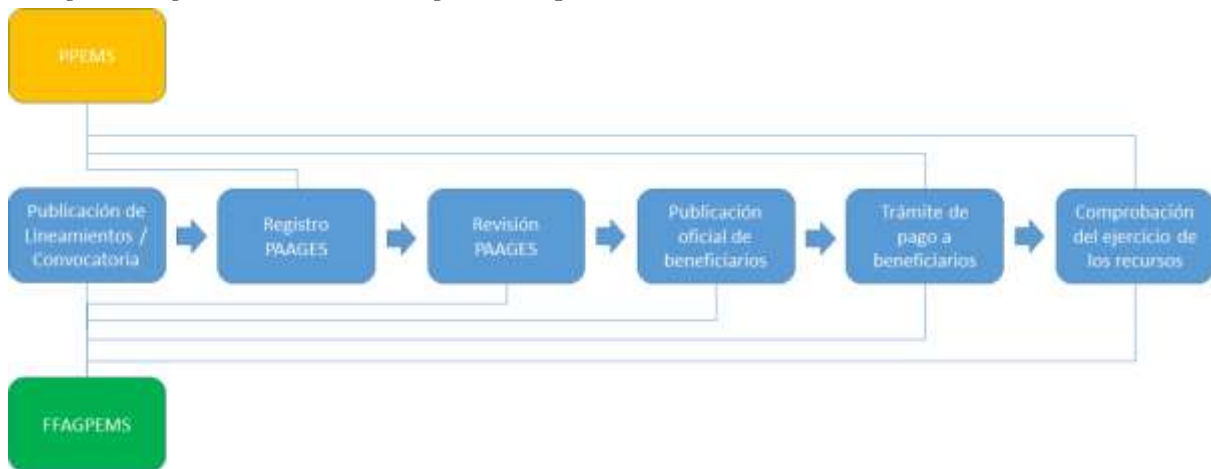 PPEMS
Publicación de
Lineamientos /
Convocatoria
Registro
PAAGES
Revisión
PAAGES
Publicación
oficial de
beneficiarios
Trámite de
pago a
beneficiarios
Comprobación
del ejercicio de
los recursos
FFAGPEMS